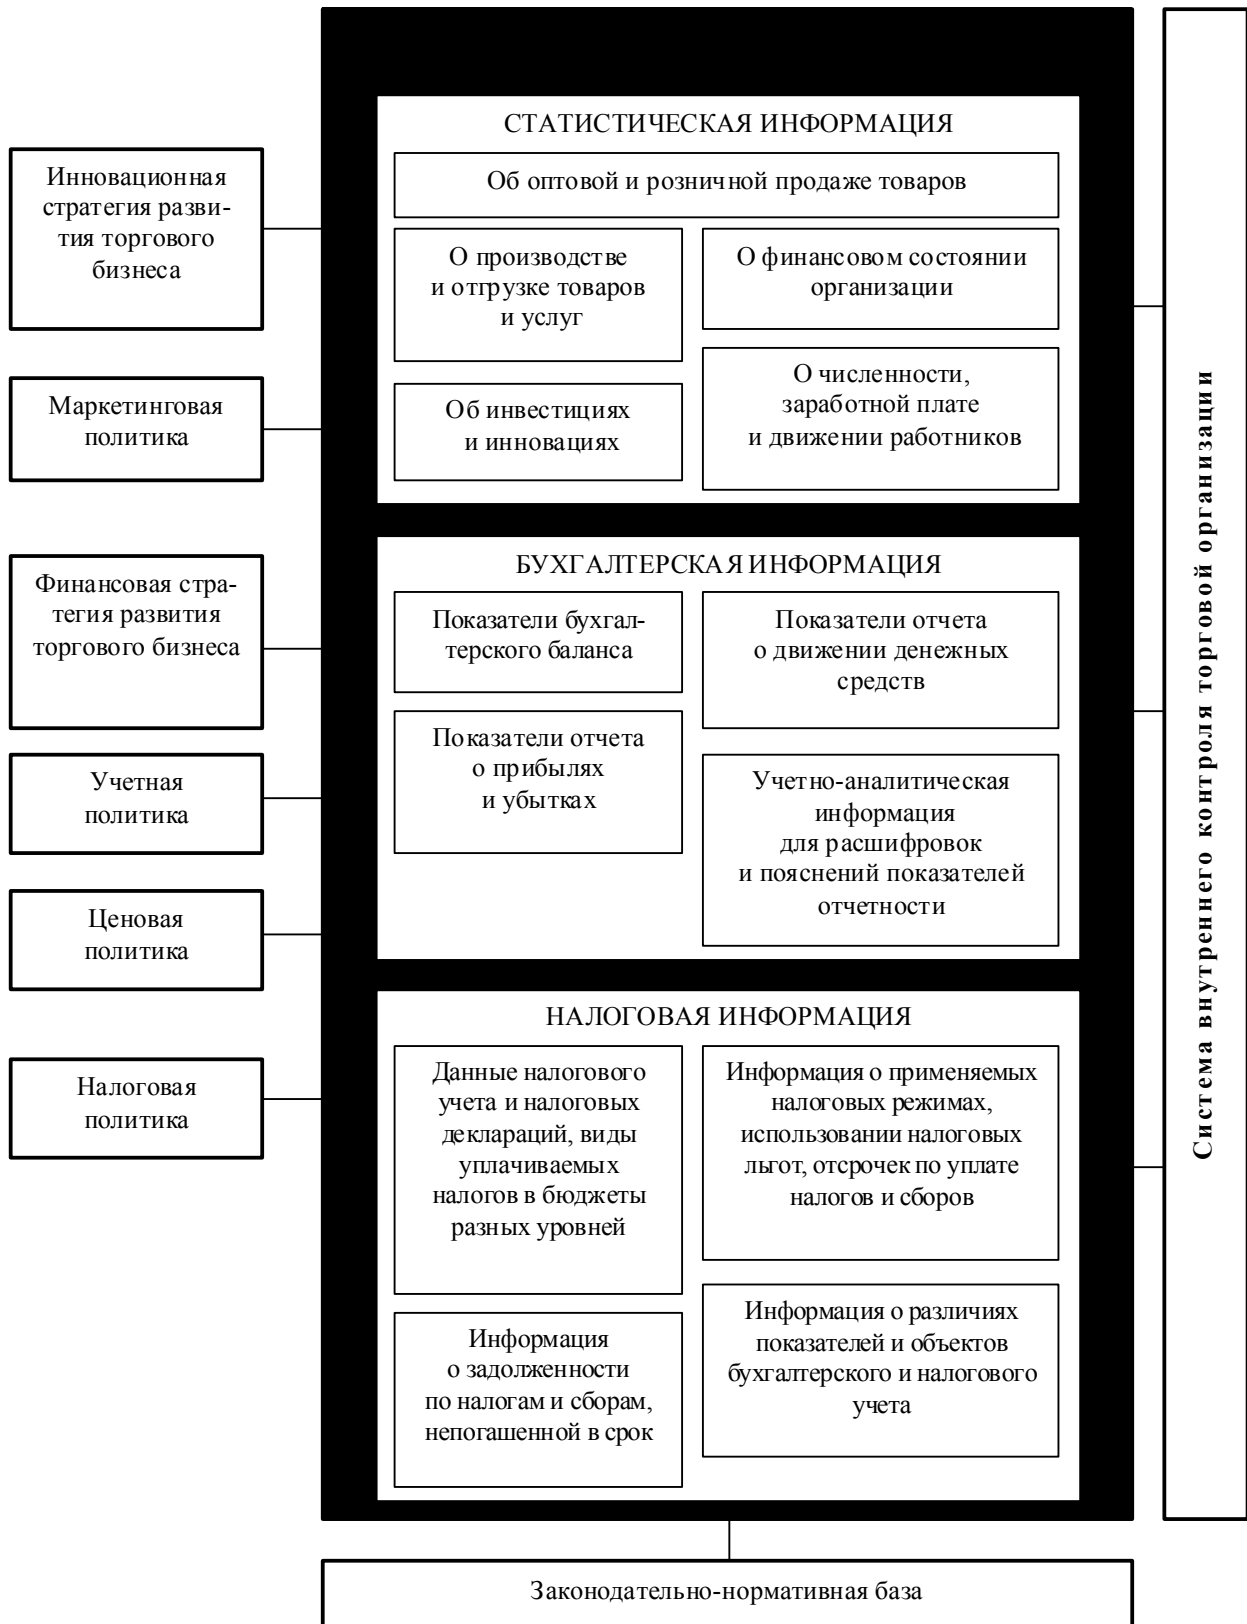 Инновационная
стратегия разви-
тия торгового
бизнеса
Маркетинговая
политика
Финансовая стра-
тегия развития
торгового бизнеса
Учетная
политика
Ценовая
политика
Налоговая
политика
СТАТИСТИЧЕСКАЯ ИНФОРМАЦИЯ
Об оптовой и розничной продаже товаров
О производстве
и отгрузке товаров
и услуг
О финансовом состоянии
организации
Об инвестициях
и инновациях
О численности,
заработной плате
и движении работников
БУХГАЛТЕРСКАЯ ИНФОРМАЦИЯ
Показатели бухгал-
терского баланса
Показатели отчета
о движении денежных
средств
Показатели отчета
о прибылях
и убытках
Учетно-аналитическая
информация
для расшифровок
и пояснений показателей
отчетности
НАЛОГОВАЯ ИНФОРМАЦИЯ
Данные налогового
учета и налоговых
деклараций, виды
уплачиваемых
налогов в бюджеты
разных уровней
Информация о применяемых
налоговых режимах,
использовании налоговых
льгот, отсрочек по уплате
налогов и сборов
Информация
о задолженности
по налогам и сборам,
непогашенной в срок
Информация о различиях
показателей и объектов
бухгалтерского и налогового
учета
Система внутреннего контроля торговой организации
Законодательно-нормативная база